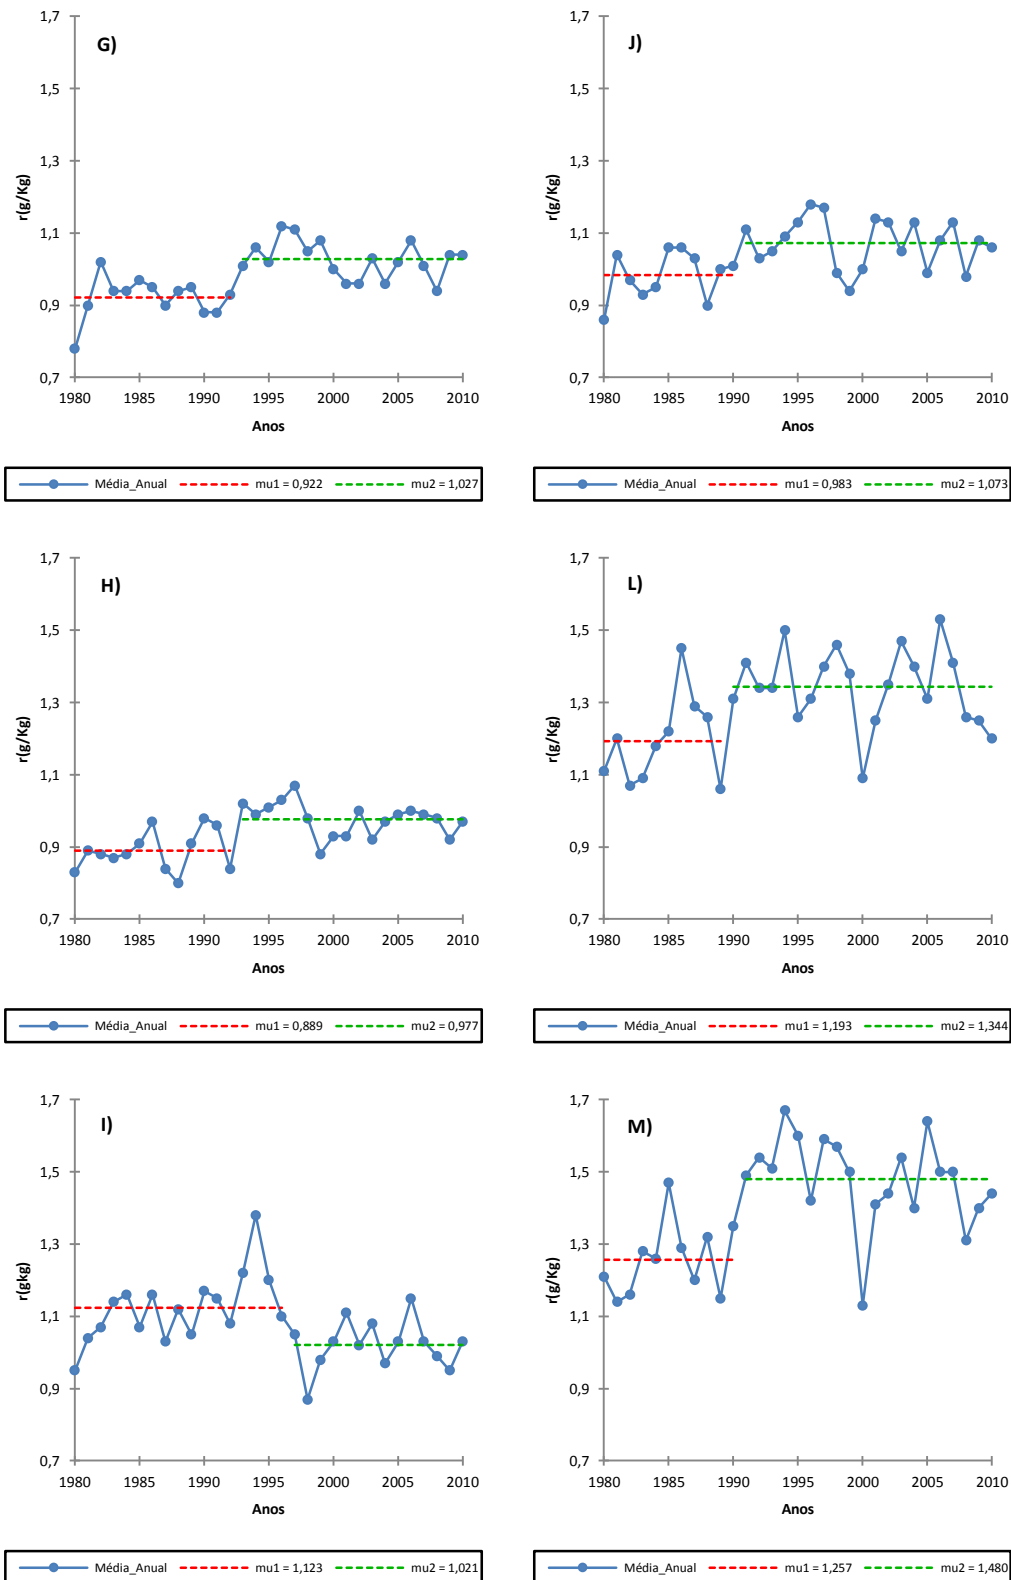 G)
r(g/Kg)
1,7
1,5
1,3
1,1
0,9
0,7
1980 1985 1990 1995 2000 2005 2010
Anos
Média_Anual mu1 = 0,922 mu2 = 1,027
J)
r(g/Kg)
1,7
1,5
1,3
1,1
0,9
0,7
1980 1985 1990 1995 2000 2005 2010
Anos
Média_Anual mu1 = 0,983 mu2 = 1,073
H)
r(g/Kg)
1,7
1,5
1,3
1,1
0,9
0,7
1980 1985 1990 1995 2000 2005 2010
Anos
Média_Anual mu1 = 0,889 mu2 = 0,977
L)
r(g/Kg)
1,7
1,5
1,3
1,1
0,9
0,7
1980 1985 1990 1995 2000 2005 2010
Anos
Média_Anual mu1 = 1,193 mu2 = 1,344
I)
r(gkg)
1,7
1,5
1,3
1,1
0,9
0,7
1980 1985 1990 1995 2000 2005 2010
Anos
Média_Anual mu1 = 1,123 mu2 = 1,021
M)
r(g/Kg)
1,7
1,5
1,3
1,1
0,9
0,7
1980 1985 1990 1995 2000 2005 2010
Anos
Média_Anual mu1 = 1,257 mu2 = 1,480